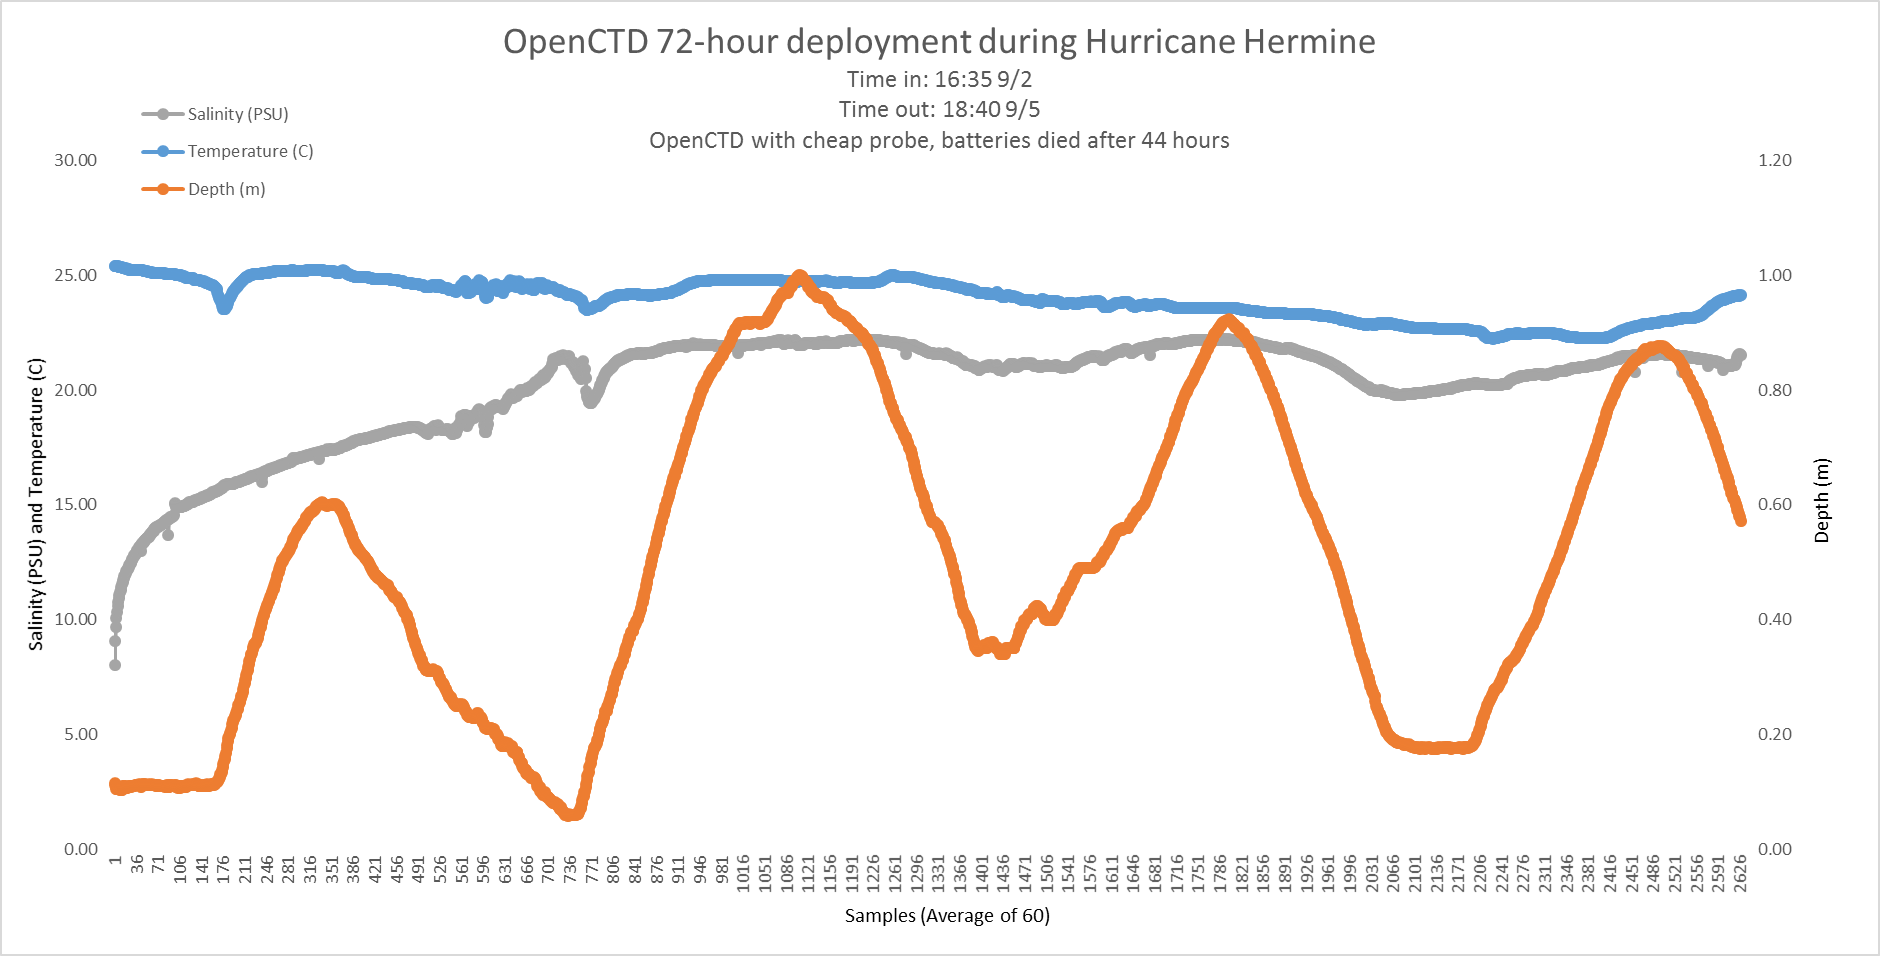 OpenCTD 72-hour deployment during Hurricane Hermine
Time in: 16:35 9/2
Time out: 18:40 9/5
OpenCTD with cheap probe, batteries died after 44 hours
Salinity (PSU)
Temperature (C)
Depth (m)
30.00
25.00
20.00
15.00
10.00
5.00
0.00
Salinity (PSU) and Temperature (C)
1.20
1.00
0.80
0.60
0.40
0.20
0.00
Depth (m)
1 36 71 106 141 176 211 246 281 316 351 386 421 456 491 526 561 596 631 666 701 736 771 806 841 876 911 946 981 1016 1051 1086 1121 1156 1191 1226 1261 1296 1331 1366 1401 1436 1471 1506 1541 1576 1611 1646 1681 1716 1751 1786 1821 1856 1891 1926 1961 1996 2031 2066 2101 2136 2171 2206 2241 2276 2311 2346 2381 2416 2451 2486 2521 2556 2591 2626
Samples (Average of 60)